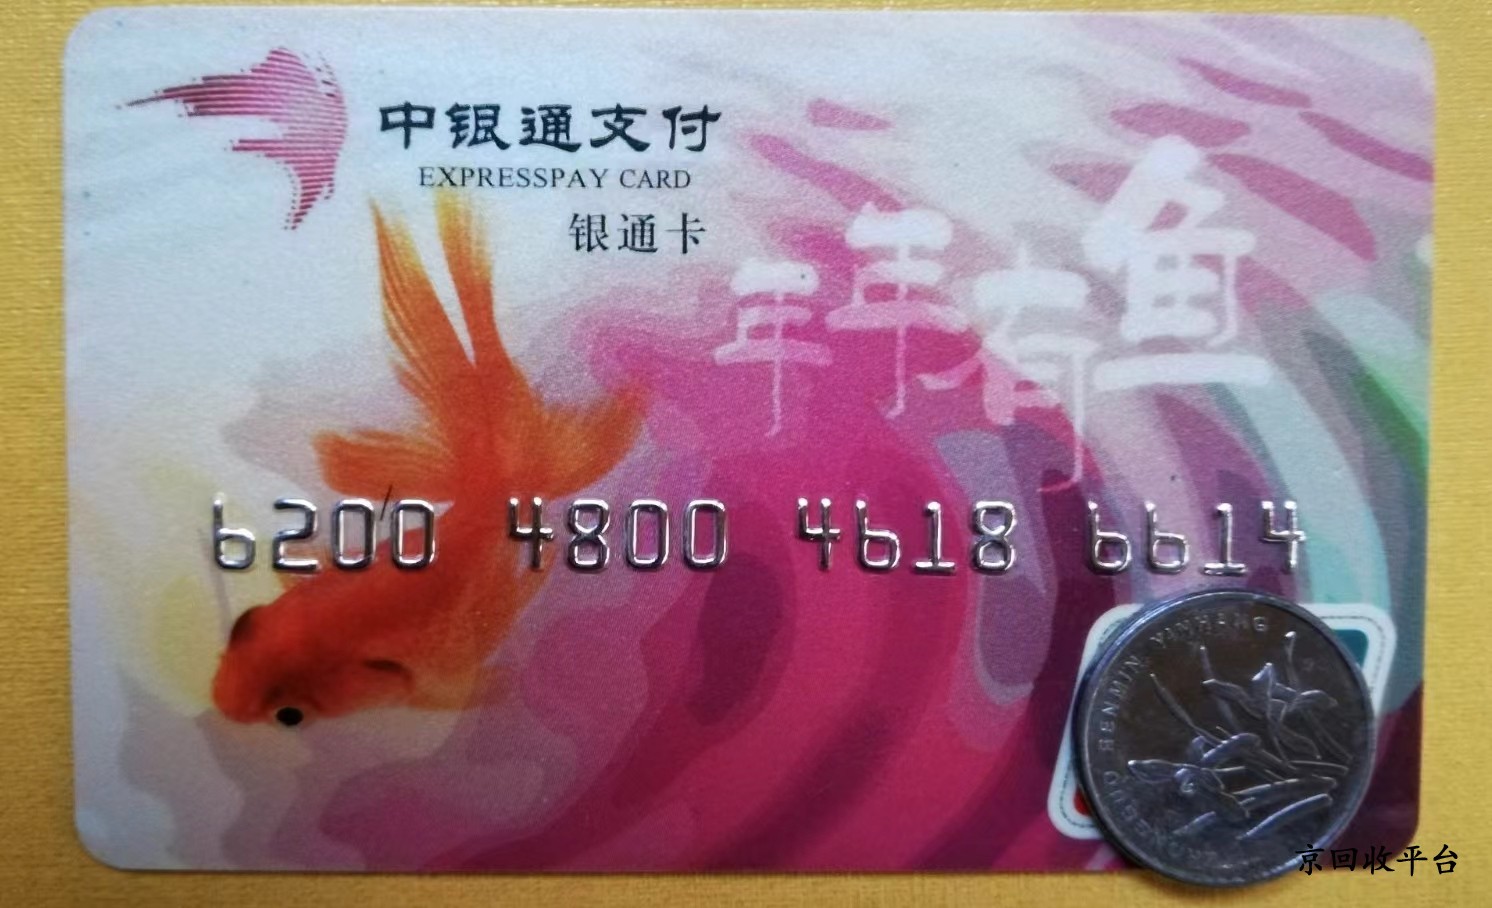 中银通支付
EXPRESSPAY CARD
银通卡
年年有鱼
6200 4800 4618 6614
RENMIN YINHANG
京回收平台